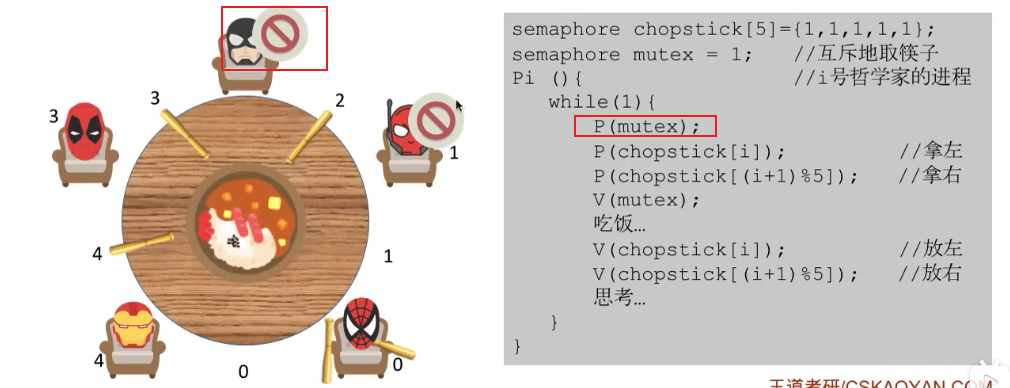 3
3
2
1
4
1
4
0
0
semaphore chopstick[5]={1,1,1,1,1};
semaphore mutex = 1; //互斥地取筷子
Pi (){ //i号哲学家的进程
while(1){
P(mutex);
P(chopstick[i]); //拿左
P(chopstick[(i+1)%5]); //拿右
V(mutex);
吃饭…
V(chopstick[i]); //放左
V(chopstick[(i+1)%5]); //放右
思考…
}
}
王道考研/CSKAOYAN.COM